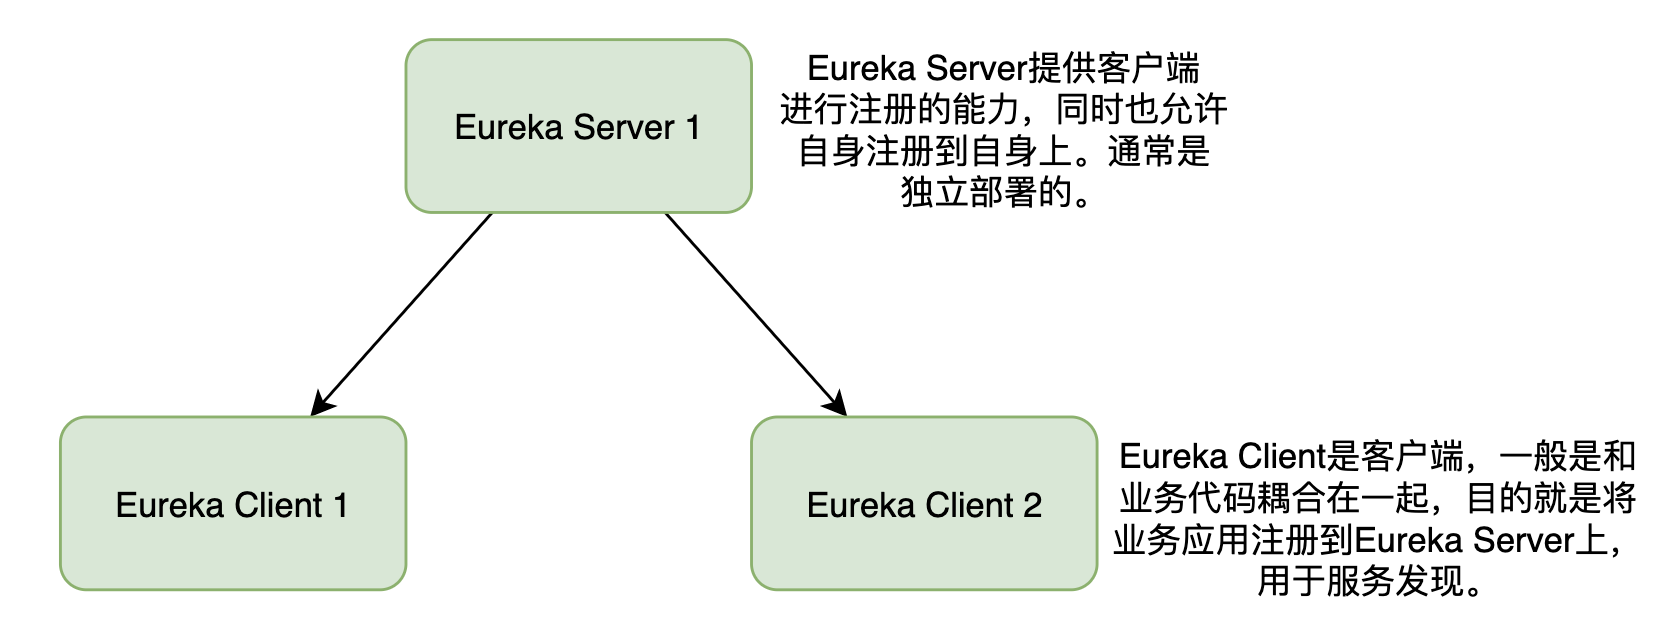 Eureka Server 1
Eureka Server提供客户端
进行注册的能力，同时也允许
自身注册到自身上。通常是
独立部署的。
Eureka Client 1
Eureka Client 2
Eureka Client是客户端，一般是和
业务代码耦合在一起，目的就是将
业务应用注册到Eureka Server上，
用于服务发现。